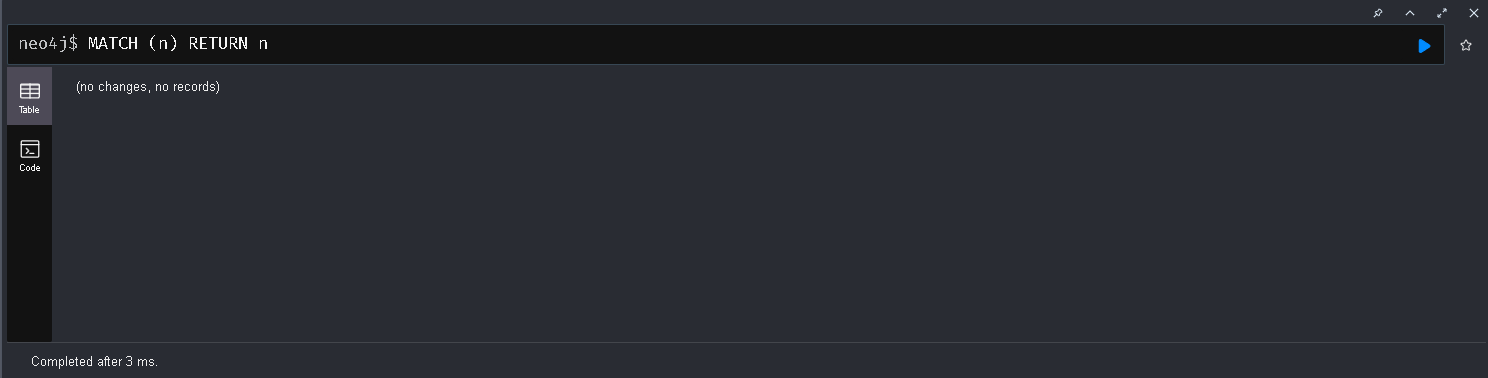 neo4j$ MATCH (n) RETURN n
Table
(no changes, no records)
Code
Completed after 3 ms.